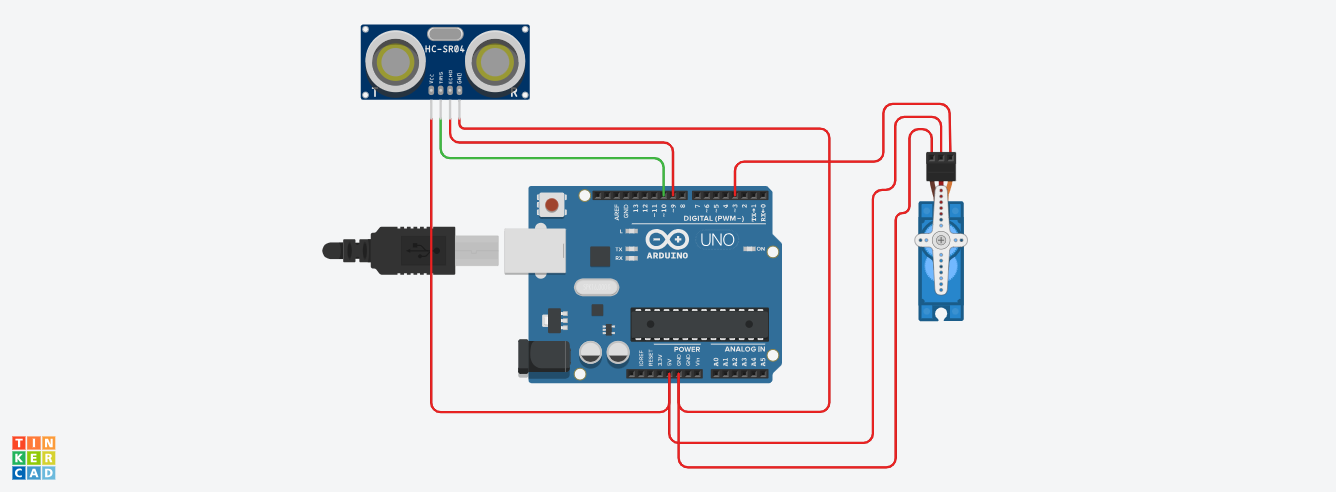 HC-SR04
VCC
TRIG
ECHO
GND
T
R
AREF
GND
13
12
~11
~10
~9
8
7
~6
~5
4
~3
2
TX→1
RX←0
DIGITAL (PWM~)
L
TX
RX
ARDUINO
UNO
ON
POWER
ANALOG IN
IOREF
RESET
3.3V
5V
GND
GND
Vin
A0
A1
A2
A3
A4
A5
TIN
KER
CAD